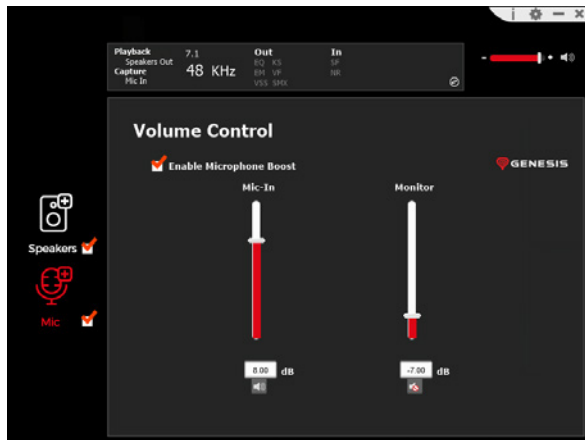 i
Playback 7.1 Out In
Speakers Out EQ KS SF
Capture 48 KHz EM VF NR
Mic In VSS SMX
Volume Control
Enable Microphone Boost
GENESIS
Mic-In Monitor
Speakers
Mic
8.00 dB -7.00 dB